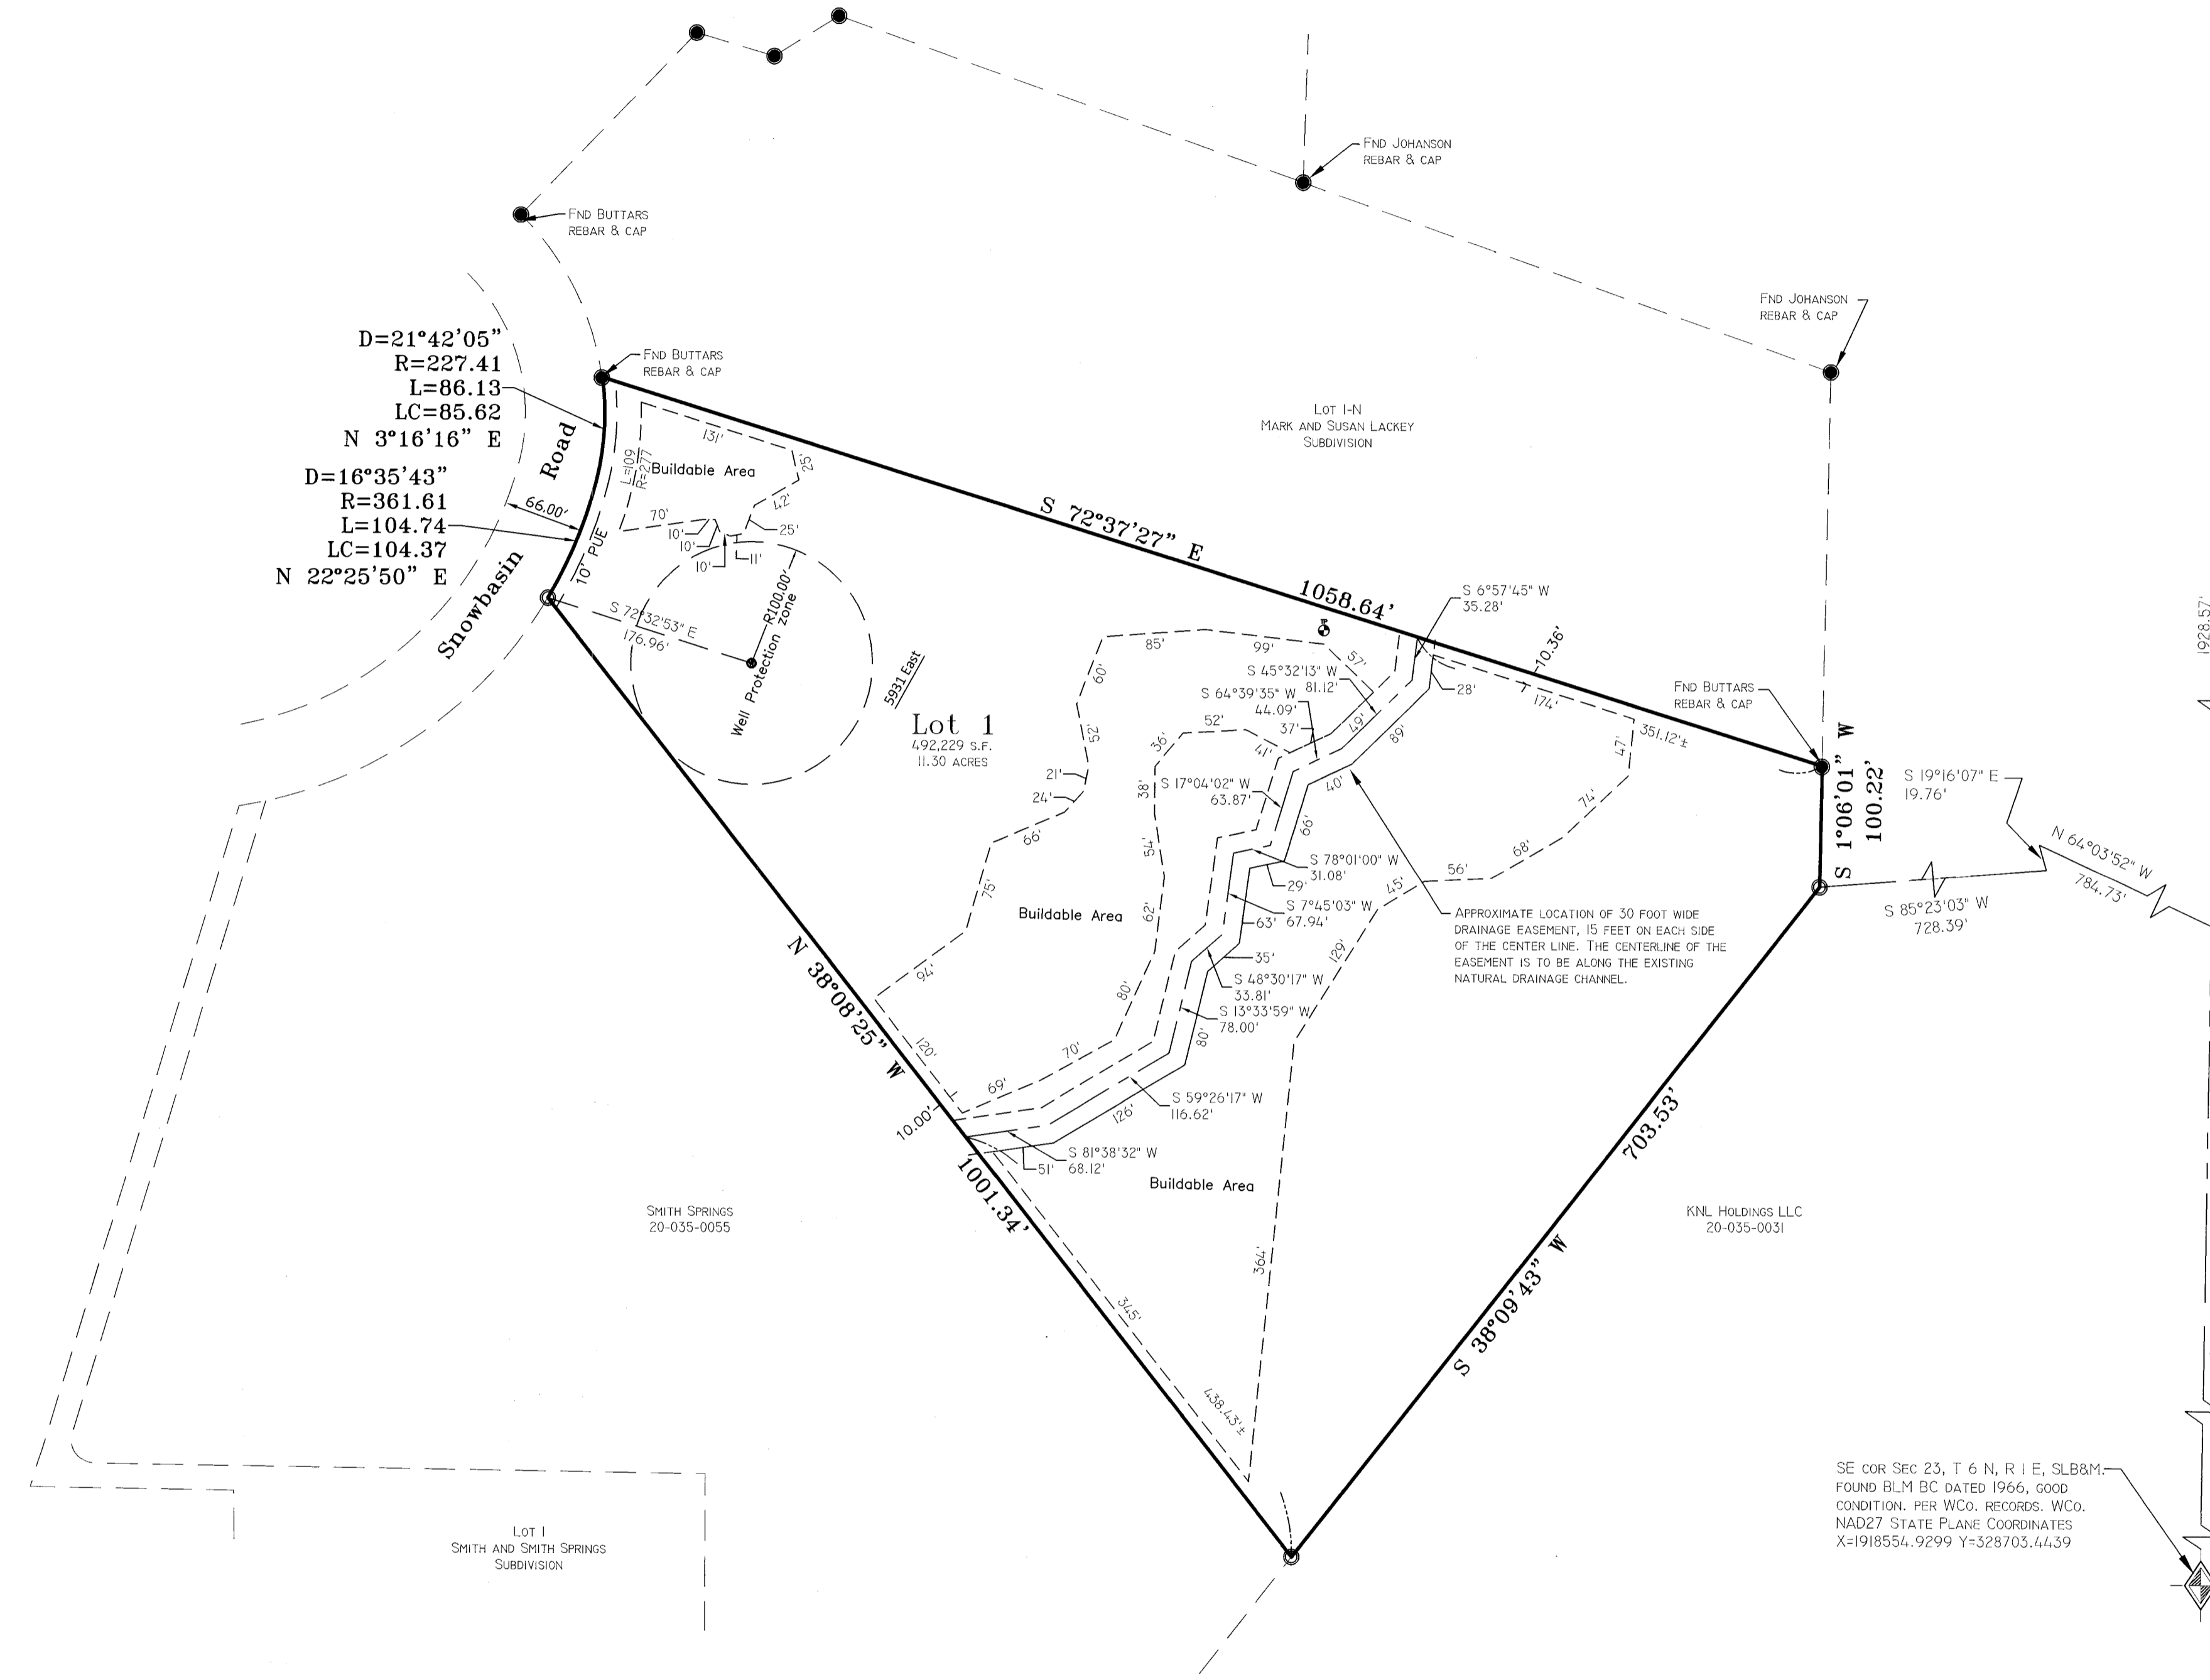 FND JOHANSON
REBAR & CAP
FND BUTTARS
REBAR & CAP
FND JOHANSON
REBAR & CAP
D=21°42'05"
R=227.41
L=86.13
LC=85.62
N 3°16'16" E
FND BUTTARS
REBAR & CAP
D=16°35'43"
R=361.61
L=104.74
LC=104.37
N 22°25'50" E
Snowbasin Road
66.00'
10' PUE
L=109
R=277
131'
25'
Buildable Area
42'
25'
70'
10'
10'
10'
11'
LOT 1-N
MARK AND SUSAN LACKEY
SUBDIVISION
S 72°37'27" E
1058.64'
S 72°32'53" E
176.96'
R100.00'
Well Protection zone
5931 East
Lot 1
492,229 S.F.
11.30 ACRES
S 6°57'45" W
35.28'
10.36'
85'
99'
57'
60'
S 45°32'13" W
81.12'
S 64°39'35" W
44.09'
28'
174'
351.12'±
FND BUTTARS
REBAR & CAP
1928.57'
52'
52'
36'
41'
37'
49'
89'
40'
47'
74'
21'
24'
38'
S 17°04'02" W
63.87'
66'
66'
S 1°06'01" W
100.22'
S 19°16'07" E
19.76'
N 64°03'52" W
784.73'
S 85°23'03" W
728.39'
54'
75'
62'
S 78°01'00" W
31.08'
29'
S 7°45'03" W
67.94'
63'
45'
56'
68'
Buildable Area
35'
129'
APPROXIMATE LOCATION OF 30 FOOT WIDE
DRAINAGE EASEMENT, 15 FEET ON EACH SIDE
OF THE CENTER LINE. THE CENTERLINE OF THE
EASEMENT IS TO BE ALONG THE EXISTING
NATURAL DRAINAGE CHANNEL.
94'
80'
S 48°30'17" W
33.81'
S 13°33'59" W
78.00'
80'
N 38°08'25" W
1001.34'
120'
70'
69'
10.00'
S 59°26'17" W
116.62'
126'
S 81°38'32" W
68.12'
51'
Buildable Area
703.53'
S 38°09'43" W
SMITH SPRINGS
20-035-0055
KNL HOLDINGS LLC
20-035-0031
364'
345'
438.43'±
LOT 1
SMITH AND SMITH SPRINGS
SUBDIVISION
SE COR SEC 23, T 6 N, R 1 E, SLB&M.
FOUND BLM BC DATED 1966, GOOD
CONDITION. PER WCO. RECORDS. WCO.
NAD27 STATE PLANE COORDINATES
X=1918554.9299 Y=328703.4439